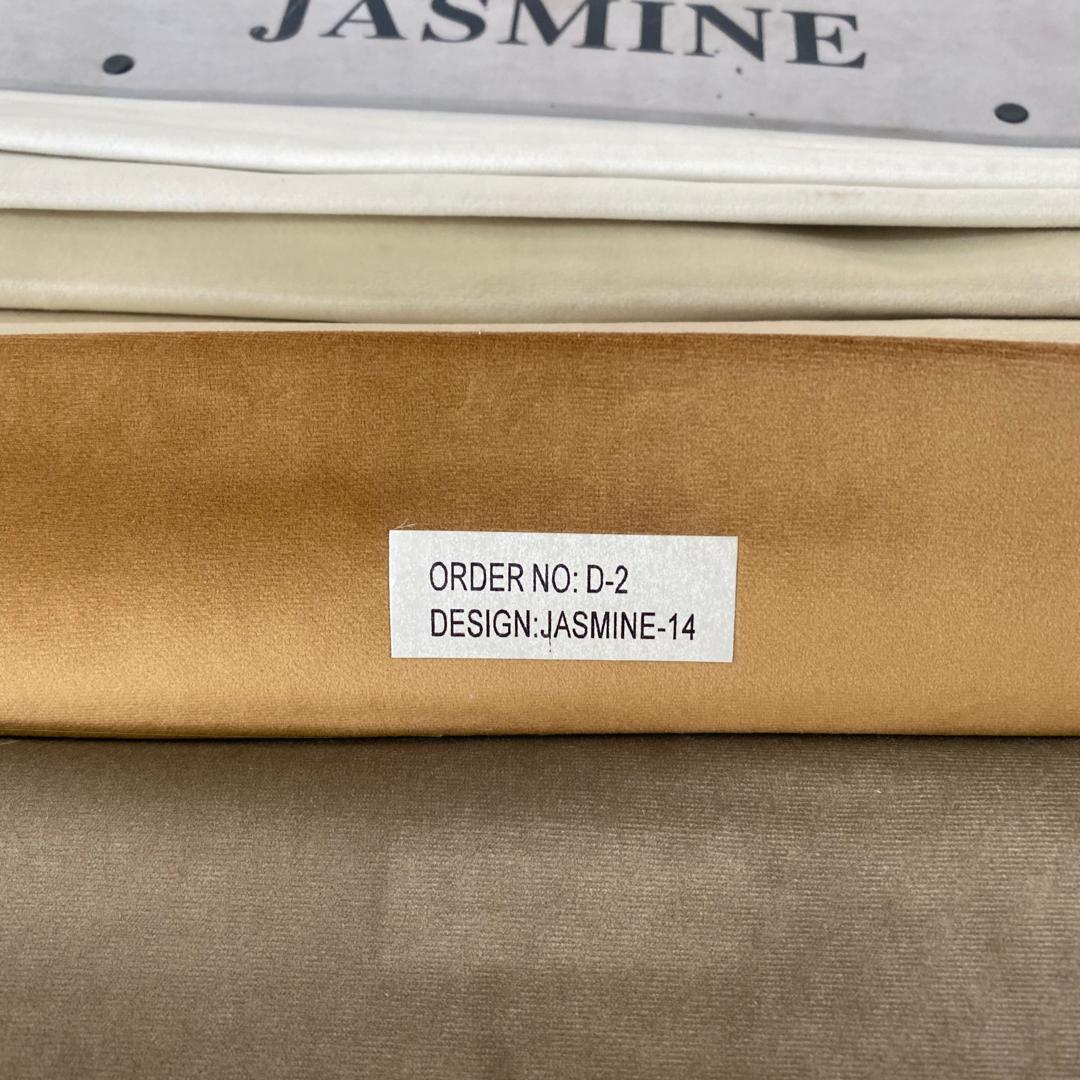 JASMINE
ORDER NO: D-2
DESIGN:JASMINE-14